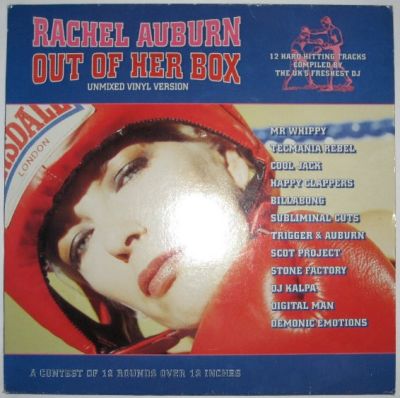 RACHEL AUBURN
OUT OF HER BOX
UNMIXED VINYL VERSION
12 HARD HITTING TRACKS
COMPILED BY
THE UK'S FRESHEST DJ
NSDALE
LONDON
MR WHIPPY
TECMANIA REBEL
COOL JACK
HAPPY CLAPPERS
BILLABONG
SUBLIMINAL CUTS
TRIGGER & AUBURN
SCOT PROJECT
STONE FACTORY
DJ KALPA
DIGITAL MAN
DEMONIC EMOTIONS
A CONTEST OF 12 ROUNDS OVER 12 INCHES